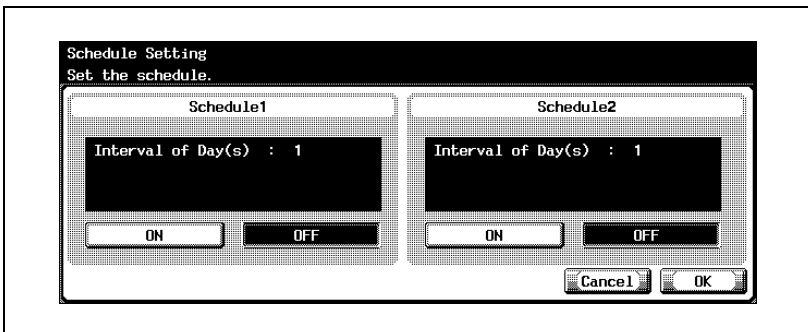 Schedule Setting
Set the schedule.
Schedule1
Interval of Day(s) : 1
ON OFF
Schedule2
Interval of Day(s) : 1
ON OFF
Cancel OK